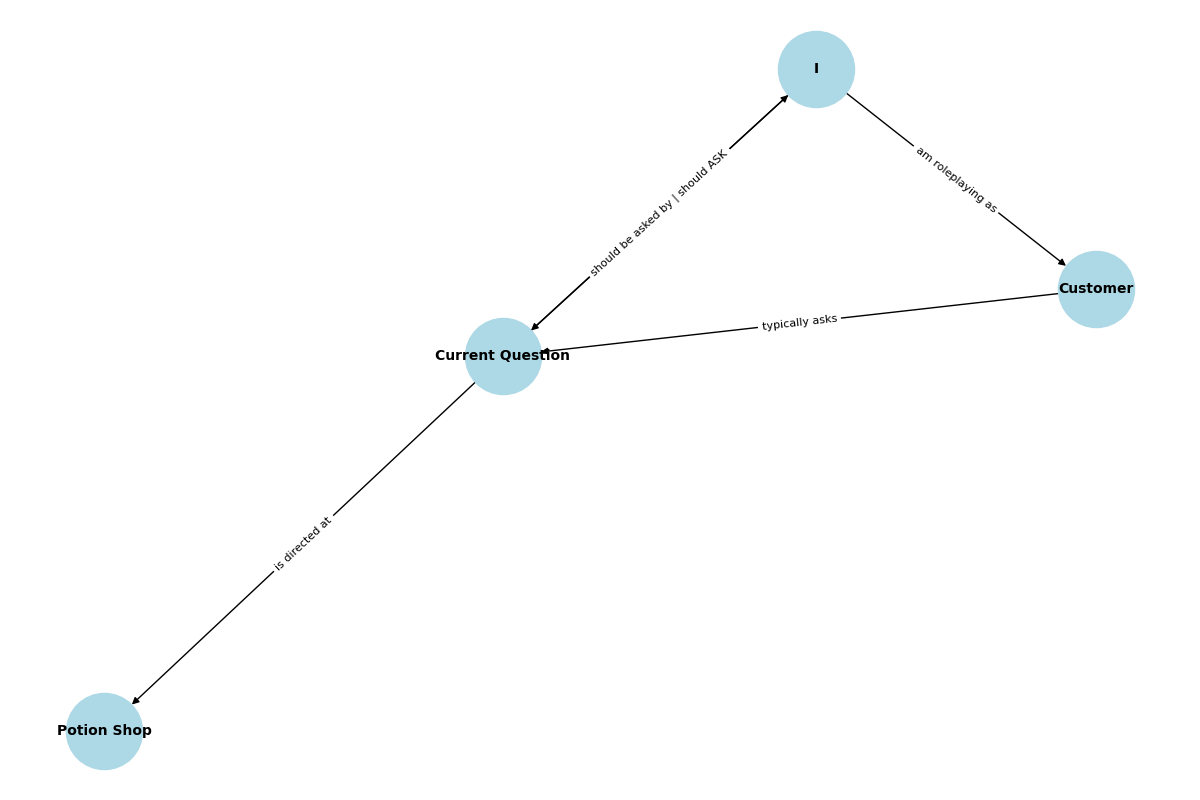 I
am roleplaying as
should be asked by | should ASK
Customer
typically asks
Current Question
is directed at
Potion Shop